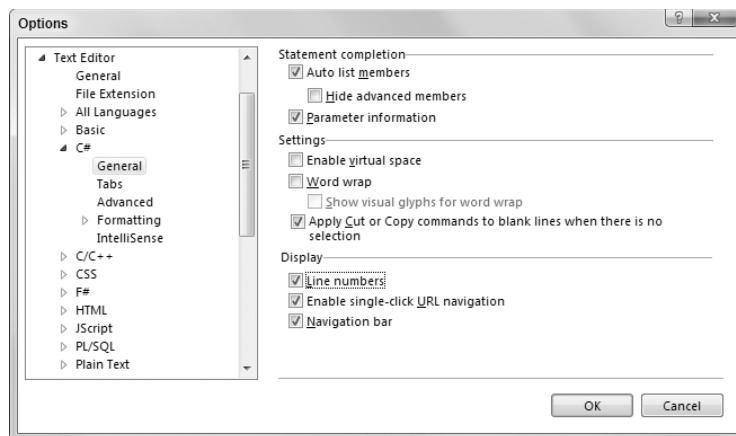 Options
Text Editor
General
File Extension
All Languages
Basic
C#
General
Tabs
Advanced
Formatting
IntelliSense
C/C++
CSS
F#
HTML
JScript
PL/SQL
Plain Text
Statement completion
Auto list members
Hide advanced members
Parameter information
Settings
Enable virtual space
Word wrap
Show visual glyphs for word wrap
Apply Cut or Copy commands to blank lines when there is no
selection
Display
Line numbers
Enable single-click URL navigation
Navigation bar
OK
Cancel